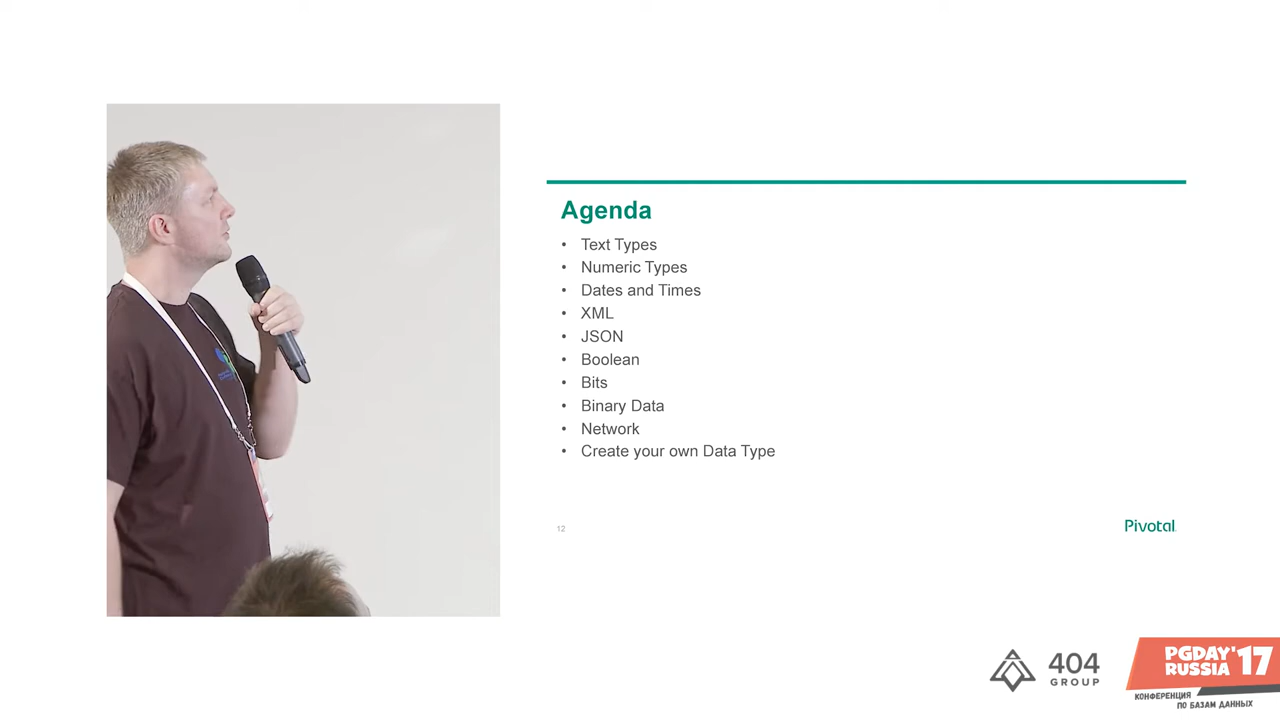 Agenda
• Text Types
• Numeric Types
• Dates and Times
• XML
• JSON
• Boolean
• Bits
• Binary Data
• Network
• Create your own Data Type
12
Pivotal
404
GROUP
PGDAY'17
RUSSIA
КОНФЕРЕНЦИЯ
ПО БАЗАМ ДАННЫХ